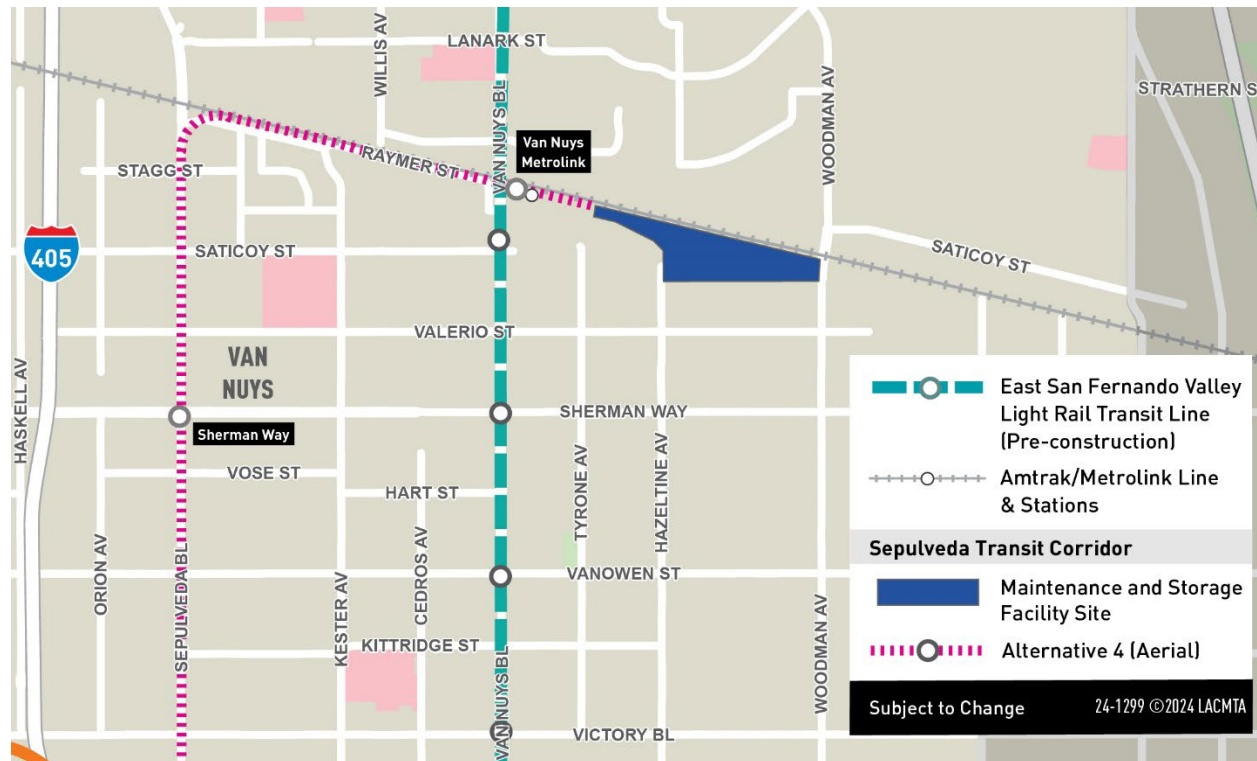 LANARK ST
WILLIS AV
VAN NUYS BL
WOODMAN AV
STRATHERN S
Van Nuys
Metrolink
RAYMER ST
STAGG ST
SATICOY ST
SATICOY ST
405
VALERIO ST
VAN
NUYS
HASKELL AV
SHERMAN WAY
Sherman Way
VOSE ST
HART ST
TYRONE AV
HAZELTINE AV
ORION AV
SEPULVEDA BL
KESTER AV
CEDROS AV
VANOWEN ST
KITTRIDGE ST
WOODMAN AV
VAN NUYS BL
VICTORY BL
East San Fernando Valley
Light Rail Transit Line
(Pre-construction)
Amtrak/Metrolink Line
& Stations
Sepulveda Transit Corridor
Maintenance and Storage
Facility Site
Alternative 4 (Aerial)
Subject to Change
24-1299 ©2024 LACMTA